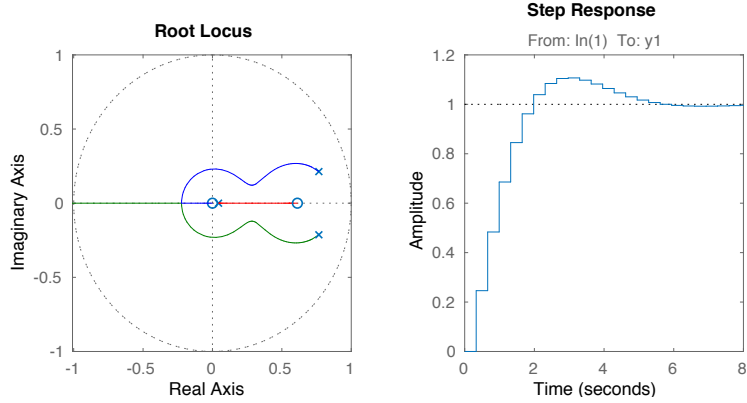 Root Locus
1
0.5
0
-0.5
-1
-1 -0.5 0 0.5 1
Imaginary Axis
Real Axis
Step Response
From: In(1) To: y1
1.2
1
0.8
0.6
0.4
0.2
0
0 2 4 6 8
Amplitude
Time (seconds)